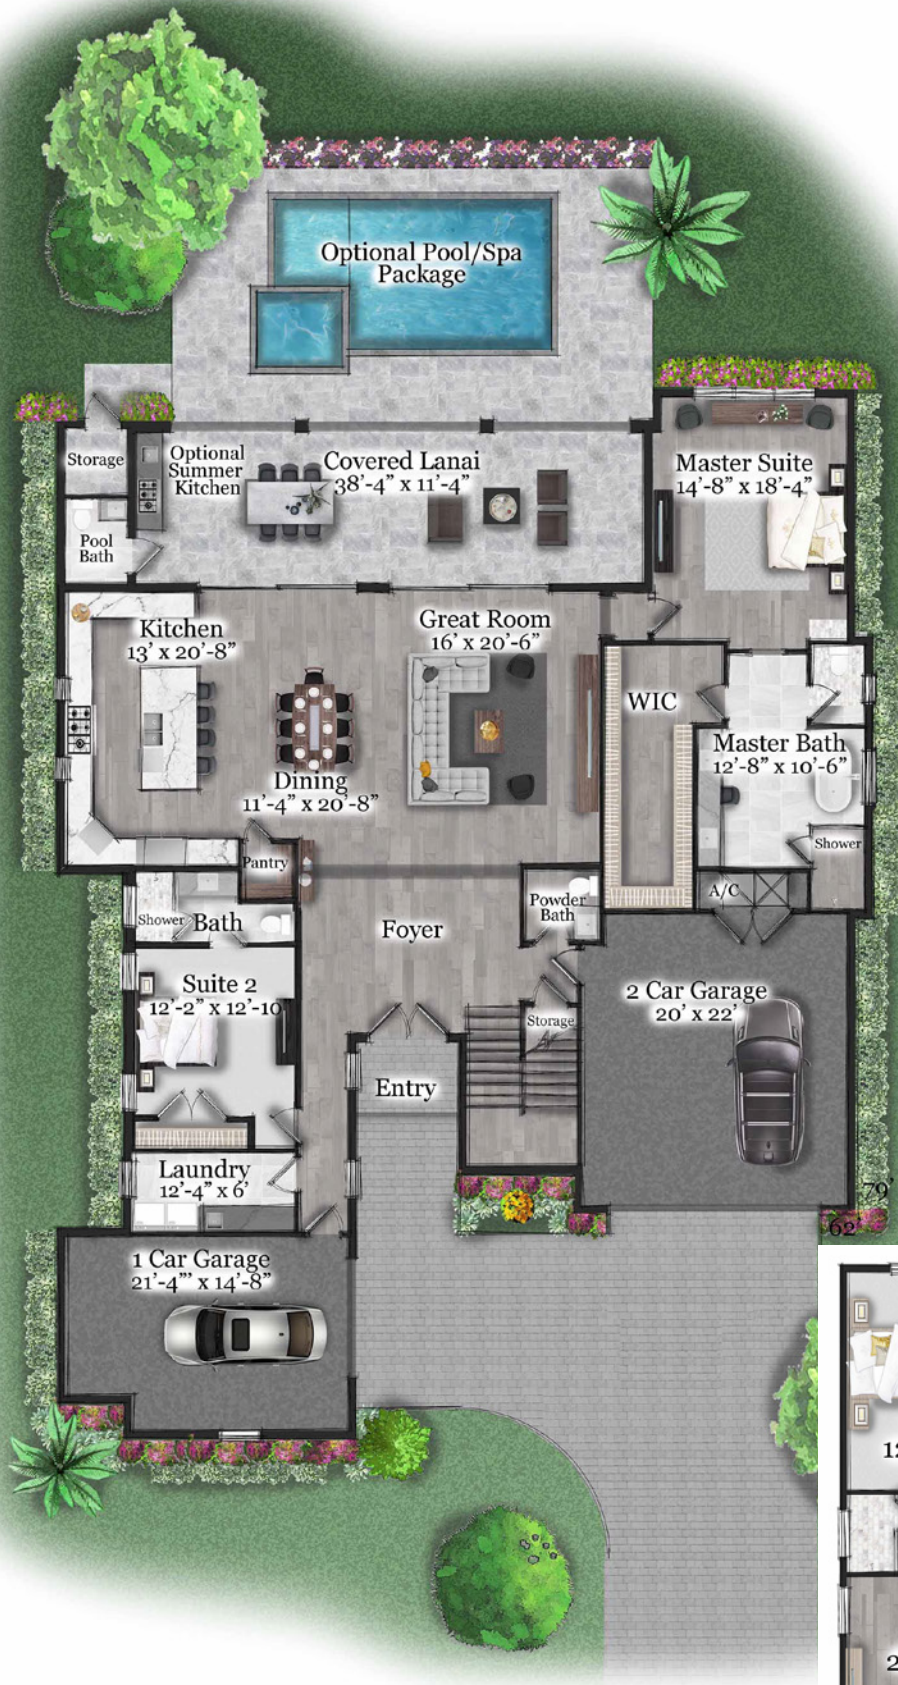 Optional Pool/Spa
Package
Storage
Optional
Summer
Kitchen
Covered Lanai
38’-4” x 11’-4”
Master Suite
14’-8” x 18’-4”
Pool
Bath
Kitchen
13’ x 20’-8”
Great Room
16’ x 20’-6”
WIC
Master Bath
12’-8” x 10’-6”
Dining
11’-4” x 20’-8”
Pantry
Shower
A/C
Shower
Bath
Foyer
Powder
Bath
Suite 2
12’-2” x 12’-10
2 Car Garage
20’ x 22’
Storage
Entry
Laundry
12’-4” x 6’
79’
62’
1 Car Garage
21’-4”’ x 14’-8”
12
2